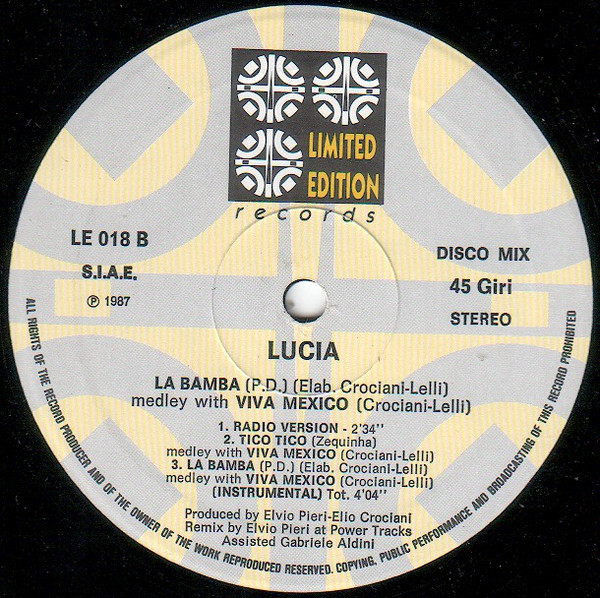 LIMITED
EDITION
records
LE 018 B
S.I.A.E.
℗ 1987
DISCO MIX
45 Giri
STEREO
LUCIA
LA BAMBA (P.D.) (Elab. Crociani-Lelli)
medley with VIVA MEXICO (Crociani-Lelli)
1. RADIO VERSION - 2'34''
2. TICO TICO (Zequinha)
medley with VIVA MEXICO (Crociani-Lelli)
3. LA BAMBA (P.D.) (Elab. Crociani-Lelli)
medley with VIVA MEXICO (Crociani-Lelli)
(INSTRUMENTAL) Tot. 4'04''
Produced by Elvio Pieri-Elio Crociani
Remix by Elvio Pieri at Power Tracks
Assisted Gabriele Aldini
ALL RIGHTS OF THE RECORD PRODUCER AND OF THE OWNER OF THE WORK REPRODUCED RESERVED. COPYING, PUBLIC PERFORMANCE AND BROADCASTING OF THIS RECORD PROHIBITED